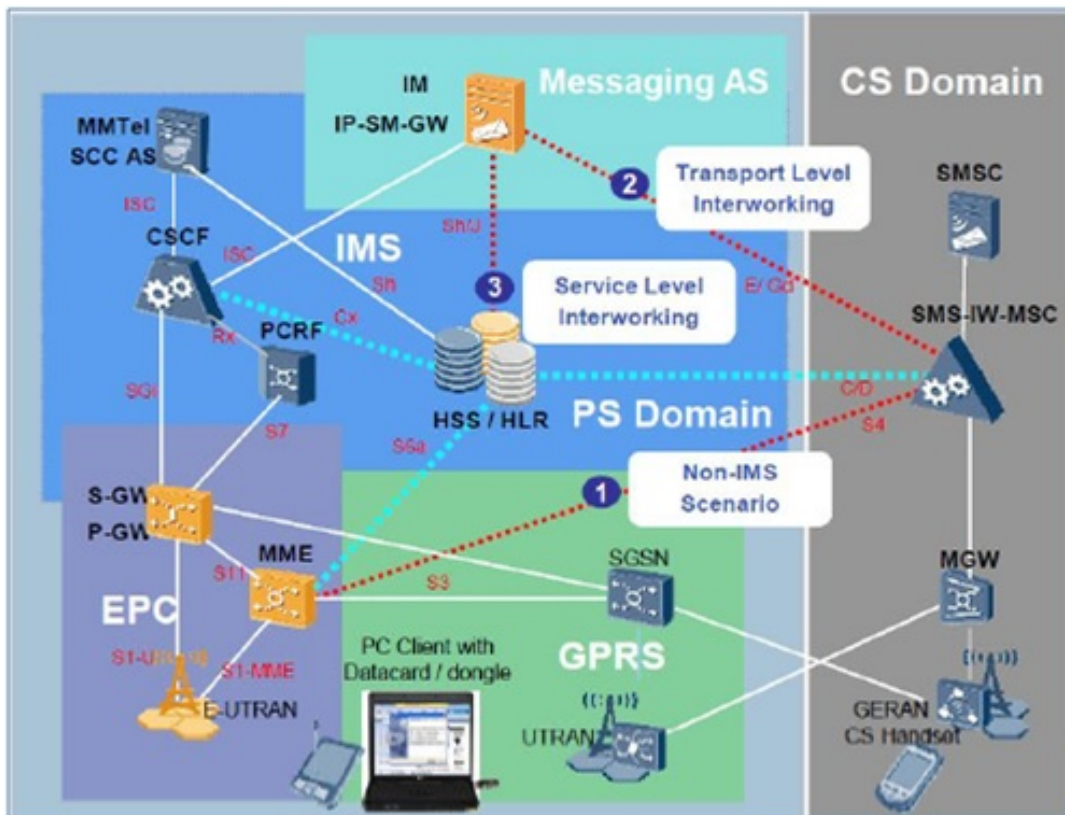 Messaging AS
CS Domain
IM
IP-SM-GW
MMTel
SCC AS
2
Transport Level
Interworking
SMSC
ISC
Sh/J
CSCF
ISC
IMS
Sh
3
Service Level
Interworking
E/ Gd
SMS-IW-MSC
Cx
Rx
PCRF
SGi
HSS / HLR
PS Domain
C/D
S4
S7
S6a
1
Non-IMS
Scenario
S-GW
P-GW
MME
SGSN
MGW
S11
S3
EPC
GPRS
S1-U
S1-MME
PC Client with
Datacard / dongle
E-UTRAN
UTRAN
GERAN
CS Handset